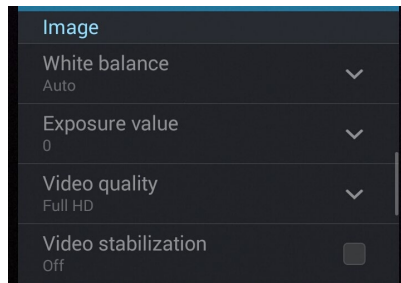 Image
White balance
Auto
Exposure value
0
Video quality
Full HD
Video stabilization
Off